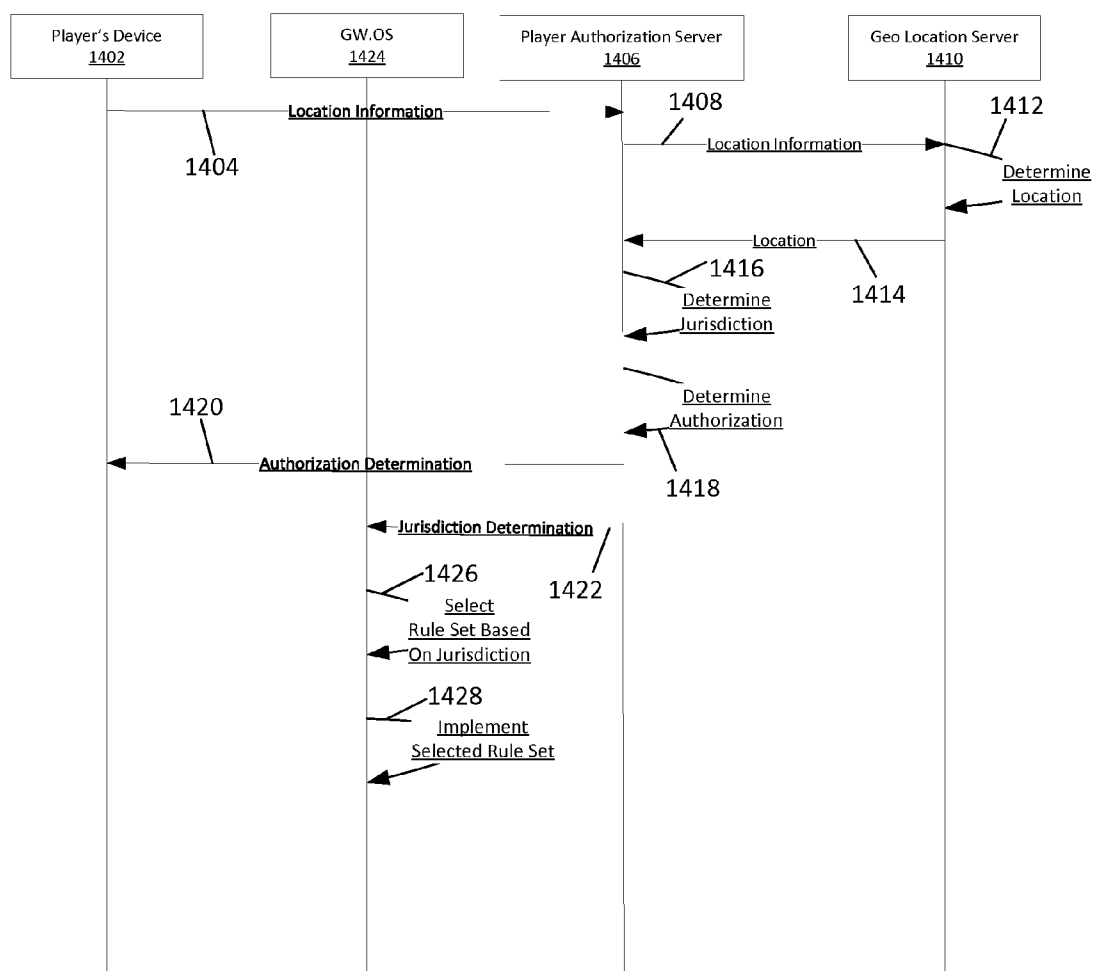 Player's Device
1402
GW.OS
1424
Player Authorization Server
1406
Geo Location Server
1410
Location Information
1404
1408
Location Information
1412
Determine
Location
Location
1414
1416
Determine
Jurisdiction
Determine
Authorization
1418
1420
Authorization Determination
Jurisdiction Determination
1422
1426
Select
Rule Set Based
On Jurisdiction
1428
Implement
Selected Rule Set